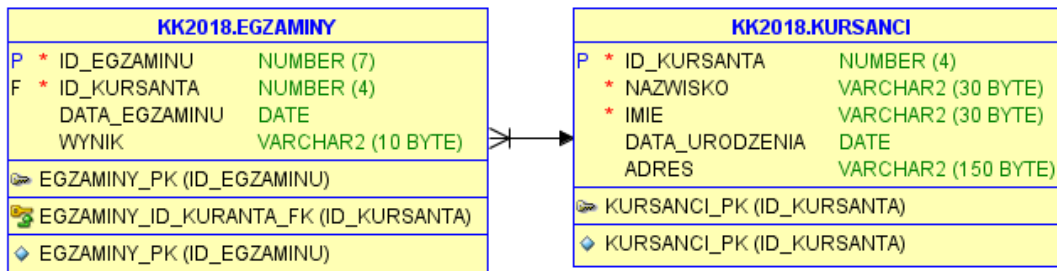 KK2018.EGZAMINY
P * ID_EGZAMINU NUMBER (7)
F * ID_KURSANTA NUMBER (4)
DATA_EGZAMINU DATE
WYNIK VARCHAR2 (10 BYTE)
EGZAMINY_PK (ID_EGZAMINU)
EGZAMINY_ID_KURANTA_FK (ID_KURSANTA)
EGZAMINY_PK (ID_EGZAMINU)
KK2018.KURSANCI
P * ID_KURSANTA NUMBER (4)
* NAZWISKO VARCHAR2 (30 BYTE)
* IMIE VARCHAR2 (30 BYTE)
DATA_URODZENIA DATE
ADRES VARCHAR2 (150 BYTE)
KURSANCI_PK (ID_KURSANTA)
KURSANCI_PK (ID_KURSANTA)